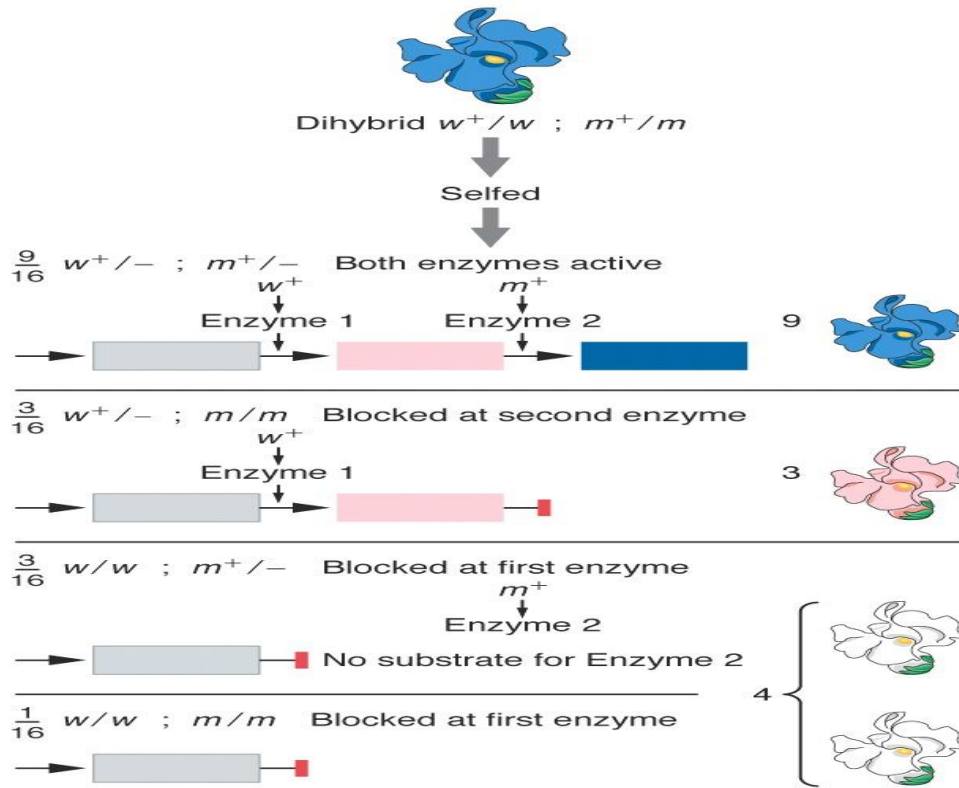 Dihybrid w⁺/w ; m⁺/m
Selfed
9/16 w⁺/– ; m⁺/– Both enzymes active
w⁺ m⁺
Enzyme 1 Enzyme 2 9
3/16 w⁺/– ; m/m Blocked at second enzyme
w⁺
Enzyme 1 3
3/16 w/w ; m⁺/– Blocked at first enzyme
m⁺
Enzyme 2
No substrate for Enzyme 2
4
1/16 w/w ; m/m Blocked at first enzyme